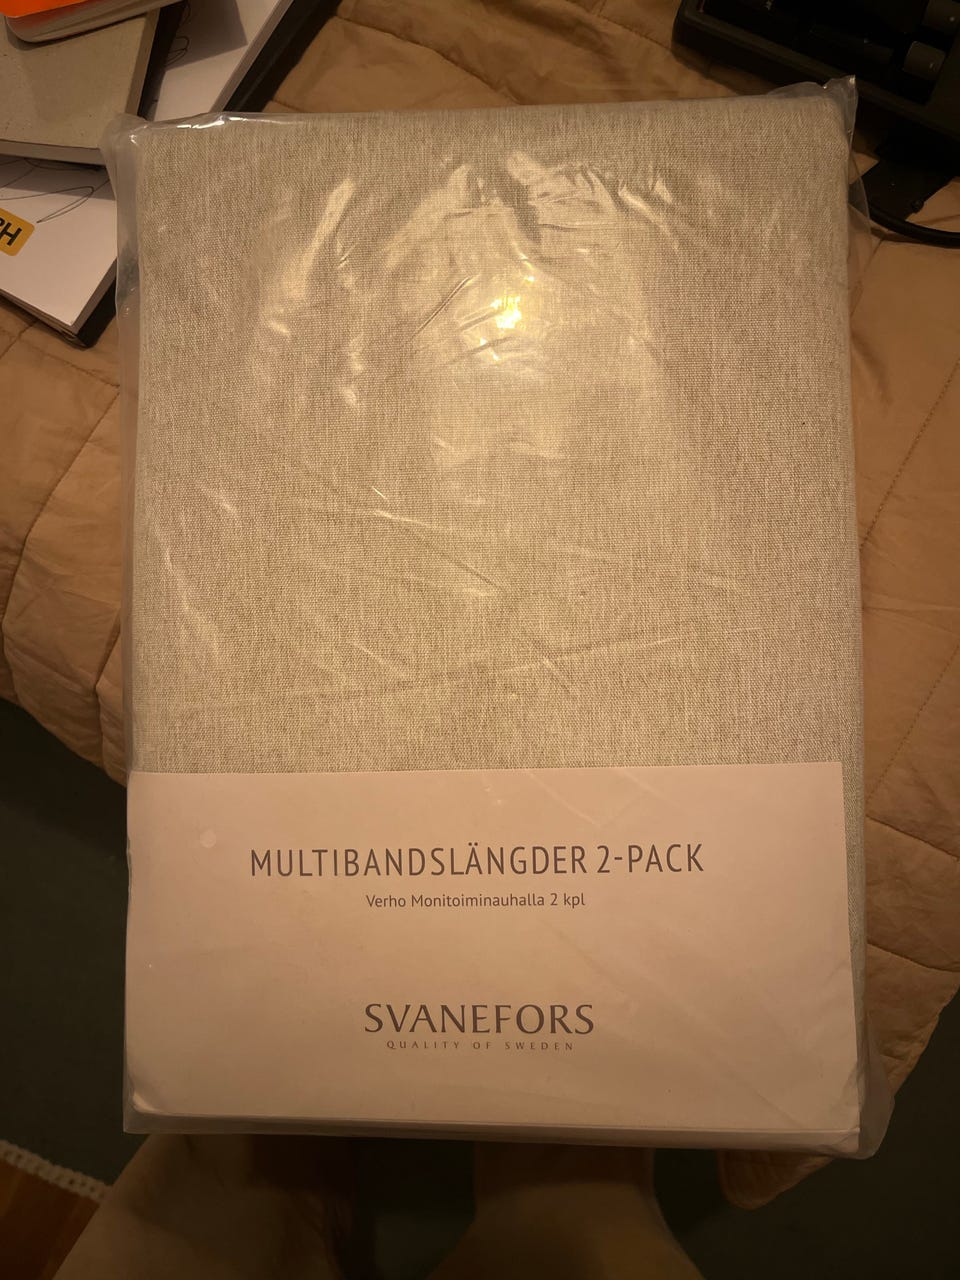 MULTIBANDSLÄNGDER 2-PACK
Verho Monitoiminauhalla 2 kpl
SVANEFORS
QUALITY OF SWEDEN